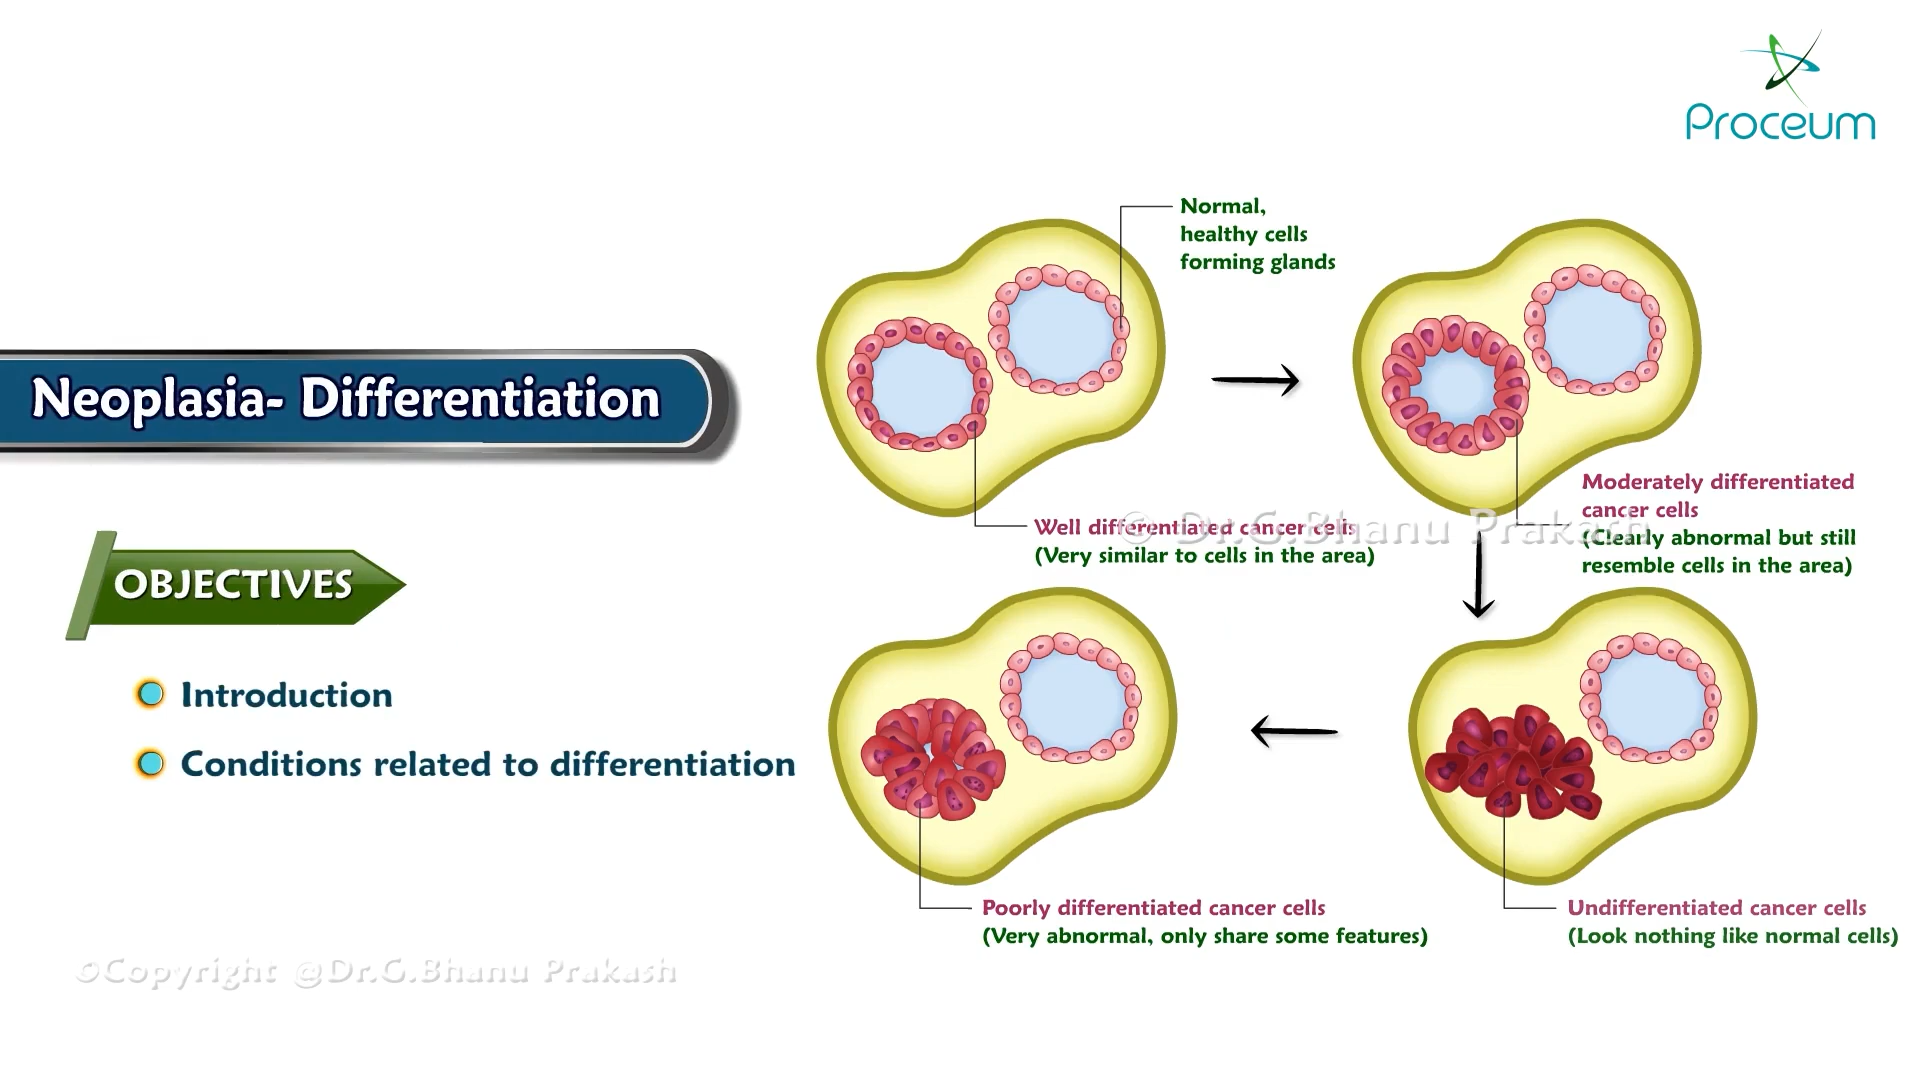 Proceum
Neoplasia- Differentiation
OBJECTIVES
Introduction
Conditions related to differentiation
Normal,
healthy cells
forming glands
Well differentiated cancer cells
(Very similar to cells in the area)
© Dr.G.Bhanu Prakash
Moderately differentiated
cancer cells
(Clearly abnormal but still
resemble cells in the area)
Poorly differentiated cancer cells
(Very abnormal, only share some features)
Undifferentiated cancer cells
(Look nothing like normal cells)
©Copyright @Dr.G.Bhanu Prakash